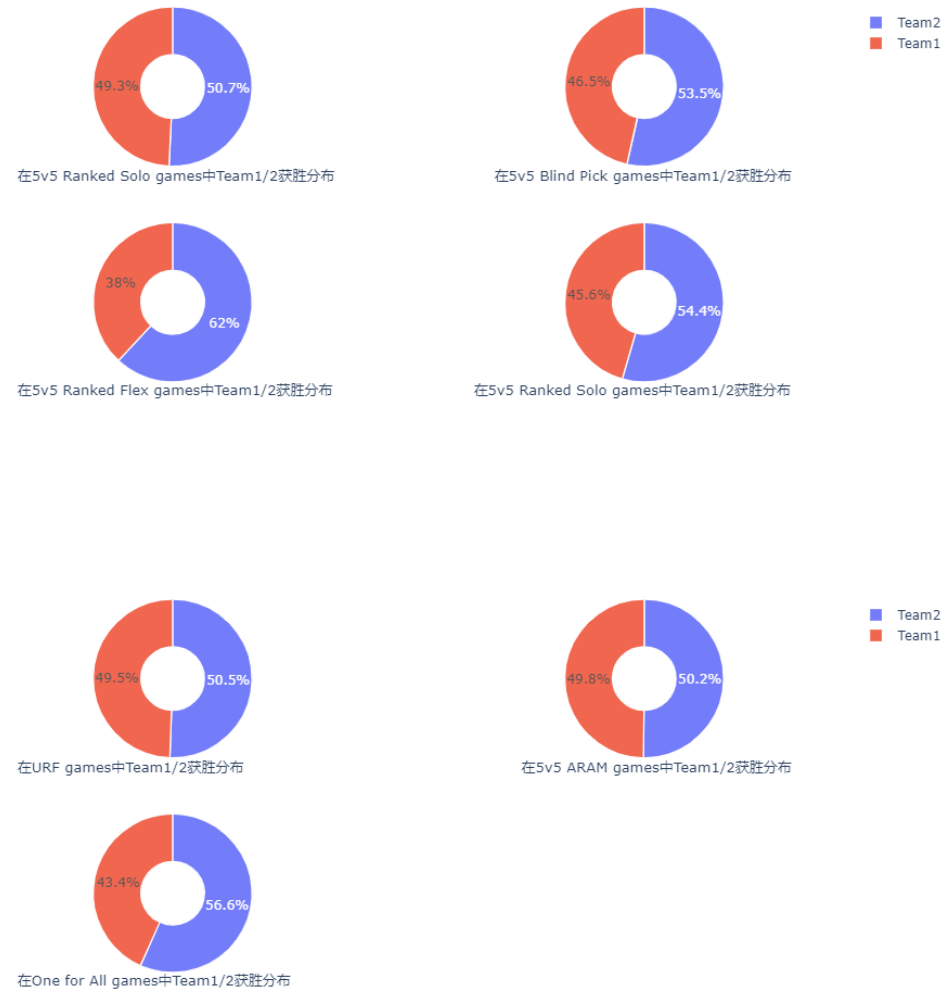 49.3%
50.7%
在5v5 Ranked Solo games中Team1/2获胜分布
46.5%
53.5%
在5v5 Blind Pick games中Team1/2获胜分布
Team2
Team1
38%
62%
在5v5 Ranked Flex games中Team1/2获胜分布
45.6%
54.4%
在5v5 Ranked Solo games中Team1/2获胜分布
49.5%
50.5%
在URF games中Team1/2获胜分布
49.8%
50.2%
在5v5 ARAM games中Team1/2获胜分布
Team2
Team1
43.4%
56.6%
在One for All games中Team1/2获胜分布